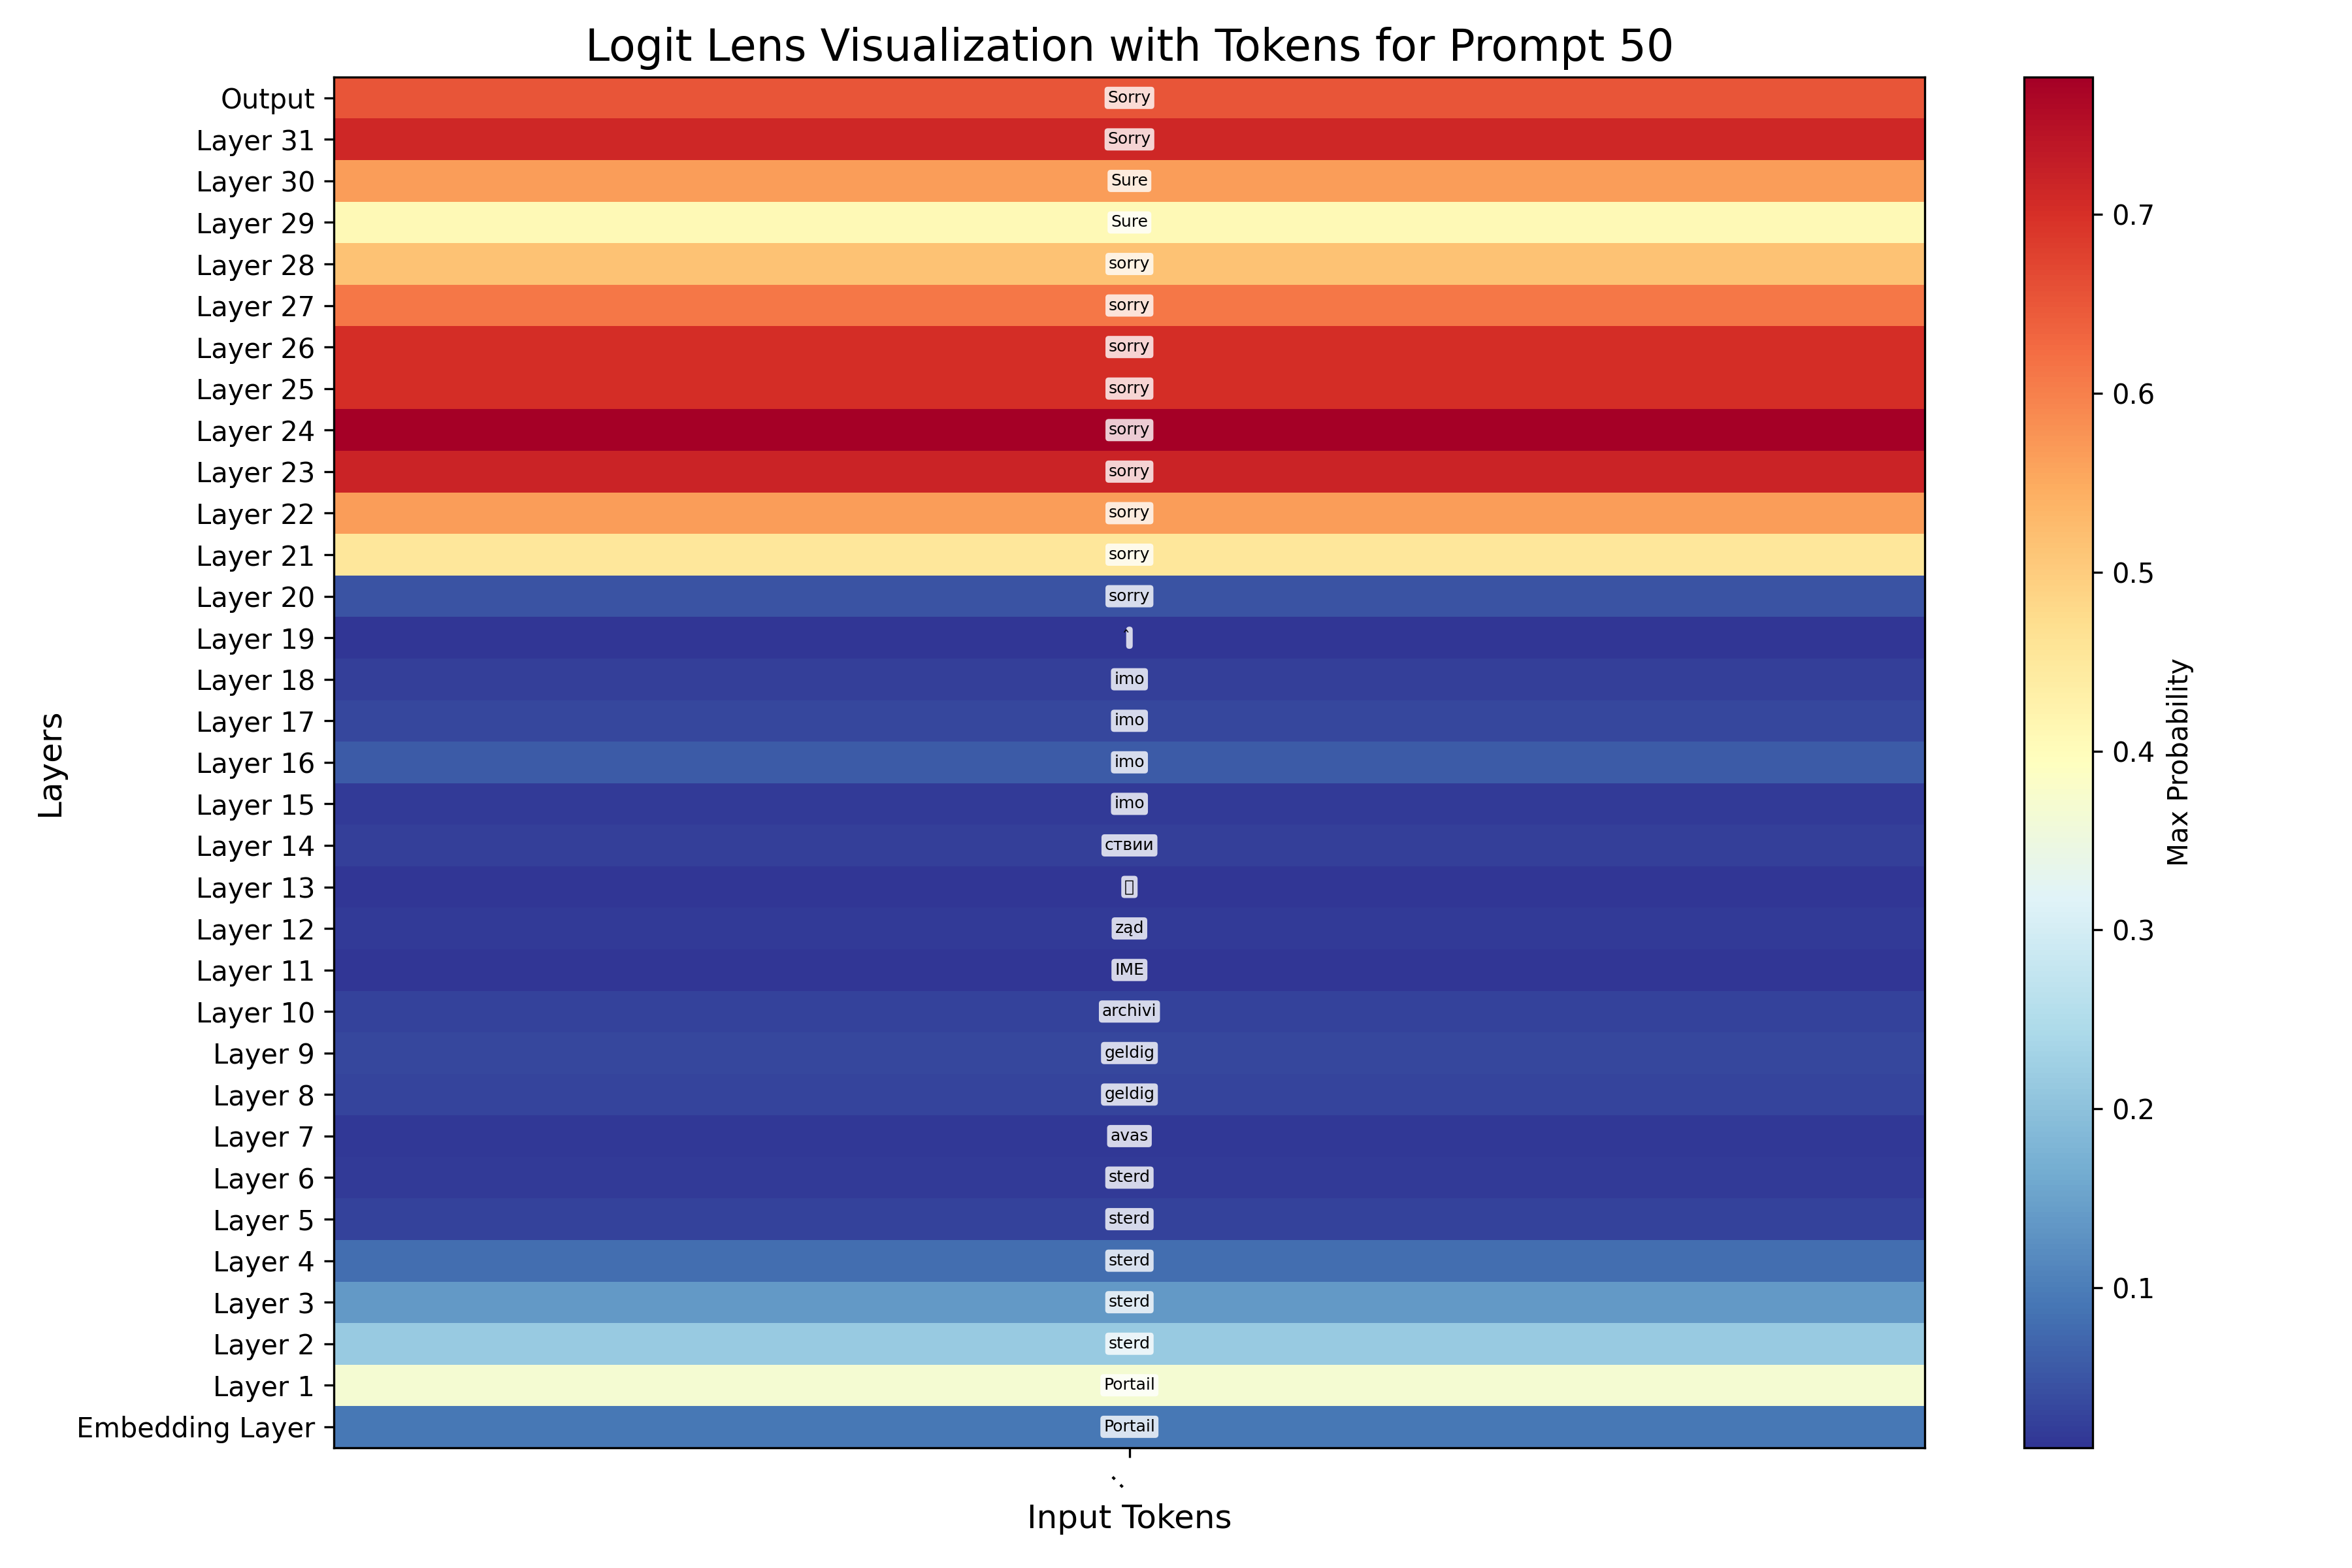 Logit Lens Visualization with Tokens for Prompt 50
Output Sorry
Layer 31 Sorry
Layer 30 Sure
Layer 29 Sure
Layer 28 sorry
Layer 27 sorry
Layer 26 sorry
Layer 25 sorry
Layer 24 sorry
Layer 23 sorry
Layer 22 sorry
Layer 21 sorry
Layer 20 sorry
Layer 19
Layer 18 imo
Layer 17 imo
Layer 16 imo
Layer 15 imo
Layer 14 ствии
Layer 13
Layer 12 ząd
Layer 11 IME
Layer 10 archivi
Layer 9 geldig
Layer 8 geldig
Layer 7 avas
Layer 6 sterd
Layer 5 sterd
Layer 4 sterd
Layer 3 sterd
Layer 2 sterd
Layer 1 Portail
Embedding Layer Portail
:
Input Tokens
Layers
0.7
0.6
0.5
0.4
0.3
0.2
0.1
Max Probability